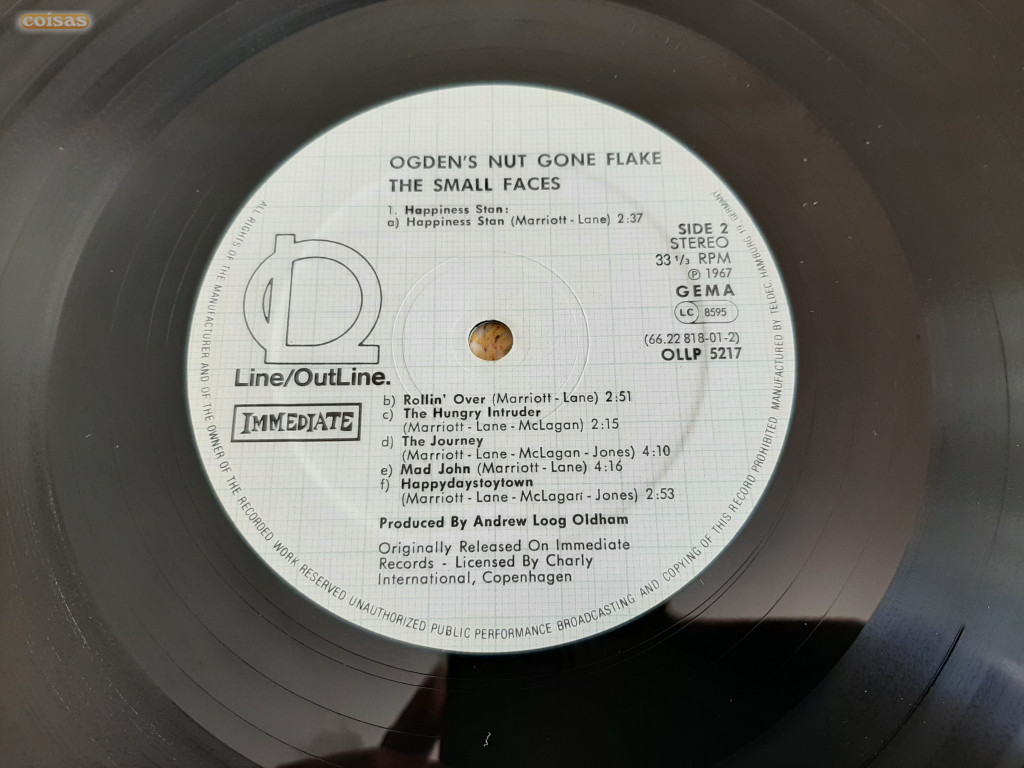 coisas
OGDEN'S NUT GONE FLAKE
THE SMALL FACES
1. Happiness Stan:
a) Happiness Stan (Marriott - Lane) 2:37
SIDE 2
STEREO
33 1/3 RPM
Ⓟ 1967
GEMA
LC 8595
(66.22 818-01-2)
OLLP 5217
Line/OutLine.
IMMEDIATE
b) Rollin' Over (Marriott - Lane) 2:51
c) The Hungry Intruder
(Marriott - Lane - McLagan) 2:15
d) The Journey
(Marriott - Lane - McLagan - Jones) 4:10
e) Mad John (Marriott - Lane) 4:16
f) Happydaystoytown
(Marriott - Lane - McLagan - Jones) 2:53
Produced By Andrew Loog Oldham
Originally Released On Immediate
Records - Licensed By Charly
International, Copenhagen
ALL RIGHTS OF THE MANUFACTURER AND OF THE OWNER OF THE RECORDED WORK RESERVED UNAUTHORIZED PUBLIC PERFORMANCE BROADCASTING AND COPYING OF THIS RECORD PROHIBITED MANUFACTURED BY TELDEC, HAMBURG 19, GERMANY